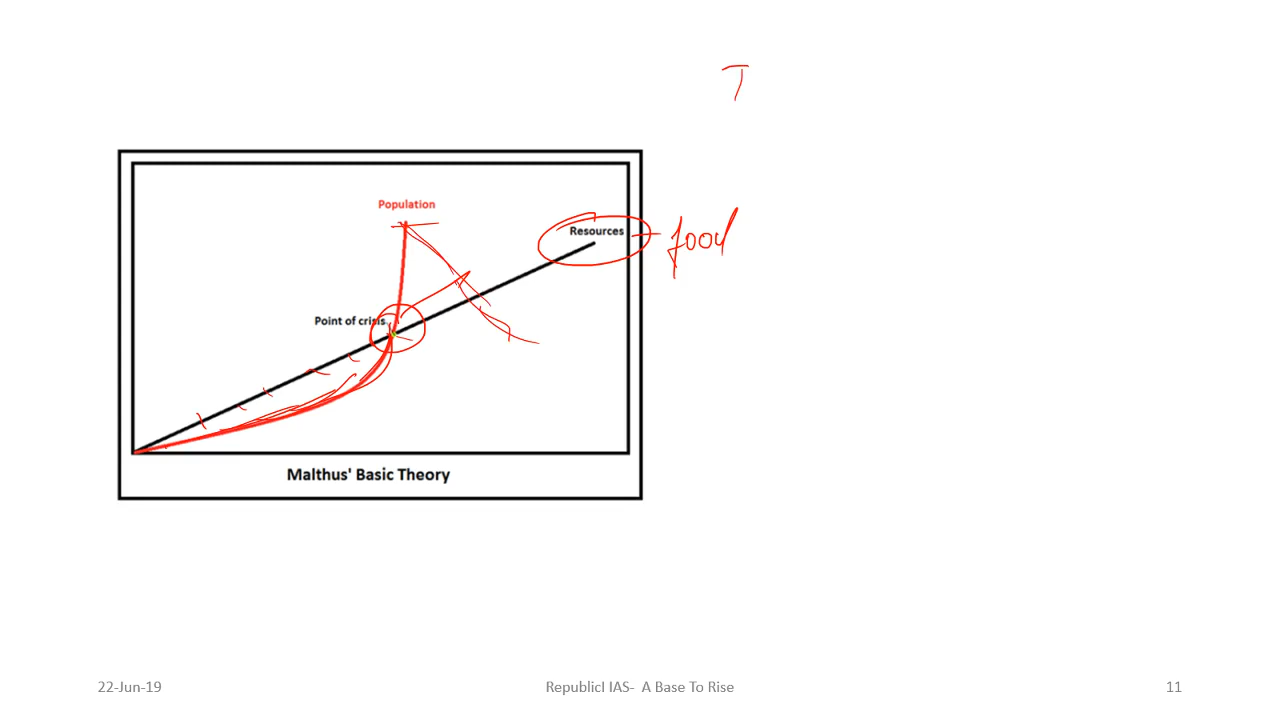 T
Population
Resources
food
Point of crisis
Malthus' Basic Theory
22-Jun-19
RepublicI IAS- A Base To Rise
11